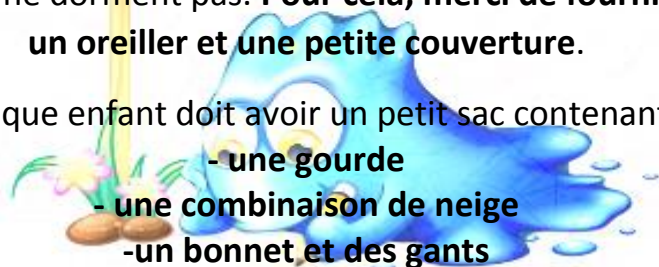 ne dorment pas. Pour cela, merci de fourni
un oreiller et une petite couverture.
que enfant doit avoir un petit sac contenant
- une gourde
- une combinaison de neige
-un bonnet et des gants